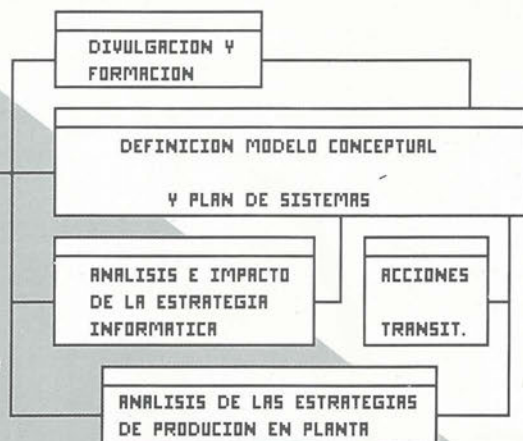 DIVULGACION Y
FORMACION
DEFINICION MODELO CONCEPTUAL
Y PLAN DE SISTEMAS
ANALISIS E IMPACTO
DE LA ESTRATEGIA
INFORMATICA
ACCIONES
TRANSIT.
ANALISIS DE LAS ESTRATEGIAS
DE PRODUCION EN PLANTA